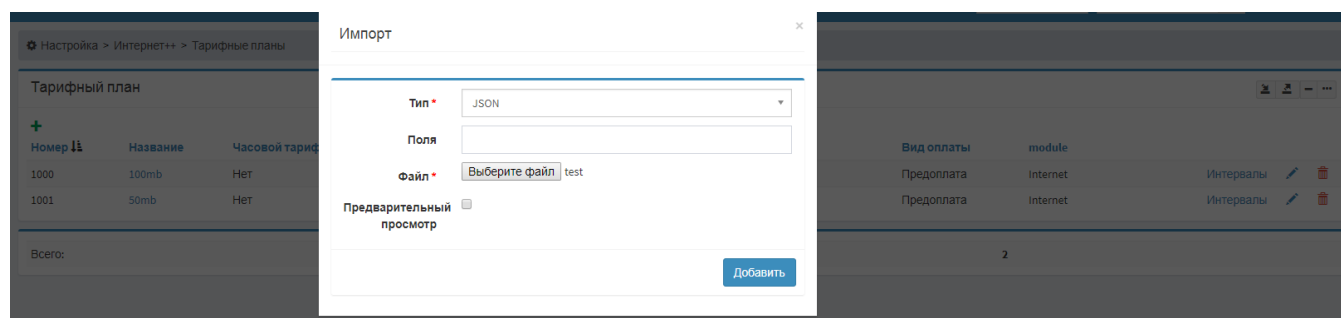 Импорт
×
Настройка > Интернет++ > Тарифные планы
Тарифный план
Тип * JSON
Поля
Файл * Выберите файл test
Предварительный просмотр
Добавить
+
Номер Название Часовой тариф Вид оплаты module
1000 100mb Нет Предоплата Internet Интервалы
1001 50mb Нет Предоплата Internet Интервалы
Всего: 2